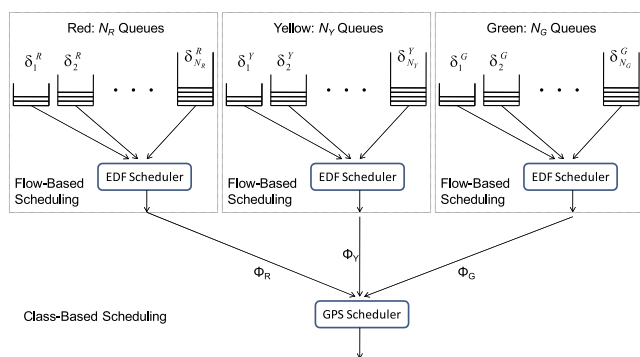 Red: N_R Queues
Yellow: N_Y Queues
Green: N_G Queues
δ_1^R δ_2^R . . . δ_{N_R}^R
δ_1^Y δ_2^Y . . . δ_{N_Y}^Y
δ_1^G δ_2^G . . . δ_{N_G}^G
EDF Scheduler
EDF Scheduler
EDF Scheduler
Flow-Based
Scheduling
Flow-Based
Scheduling
Flow-Based
Scheduling
Φ_R
Φ_Y
Φ_G
Class-Based Scheduling
GPS Scheduler